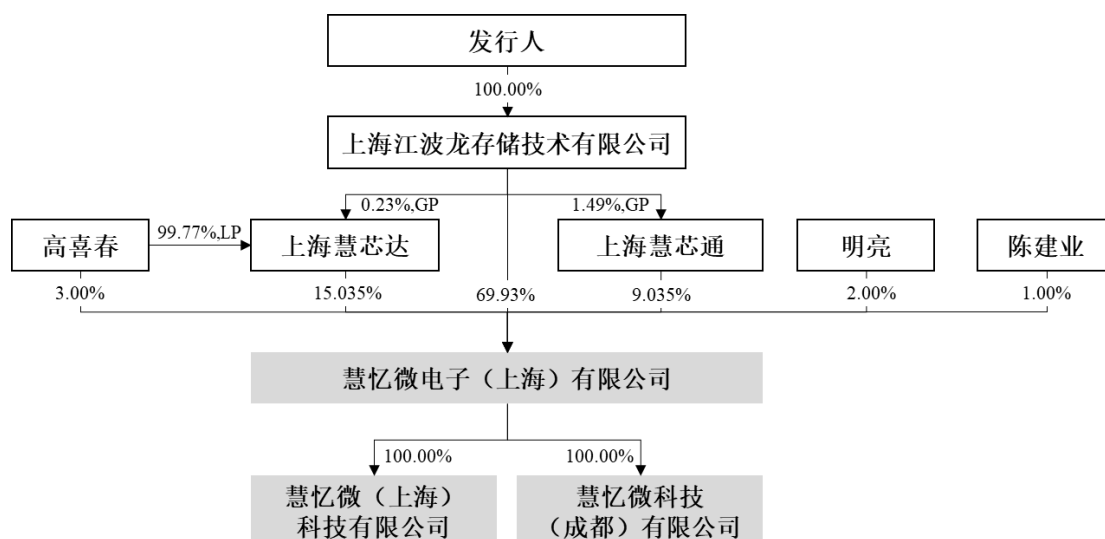 发行人
100.00%
上海江波龙存储技术有限公司
0.23%,GP
1.49%,GP
高喜春
99.77%,LP
上海慧芯达
上海慧芯通
明亮
陈建业
3.00%
15.035%
69.93%
9.035%
2.00%
1.00%
慧忆微电子（上海）有限公司
100.00%
100.00%
慧忆微（上海）
科技有限公司
慧忆微科技
（成都）有限公司